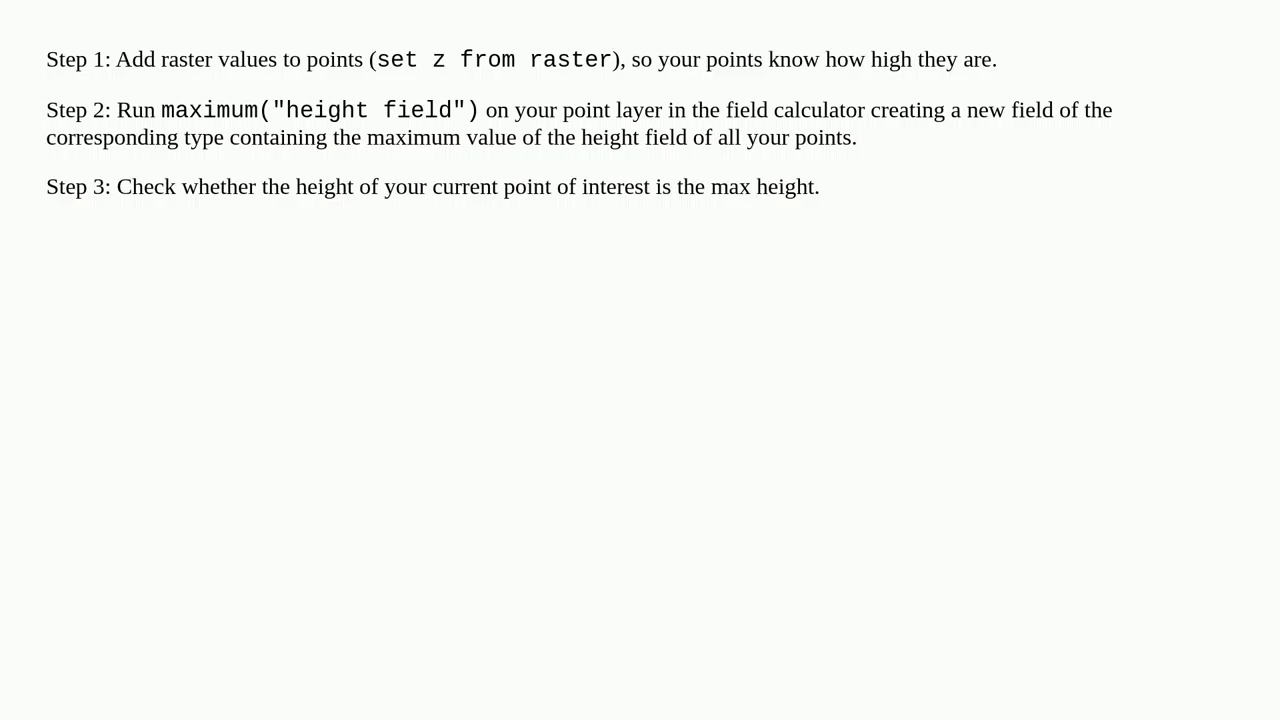 Step 1: Add raster values to points (set z from raster), so your points know how high they are.
Step 2: Run maximum("height field") on your point layer in the field calculator creating a new field of the
corresponding type containing the maximum value of the height field of all your points.
Step 3: Check whether the height of your current point of interest is the max height.